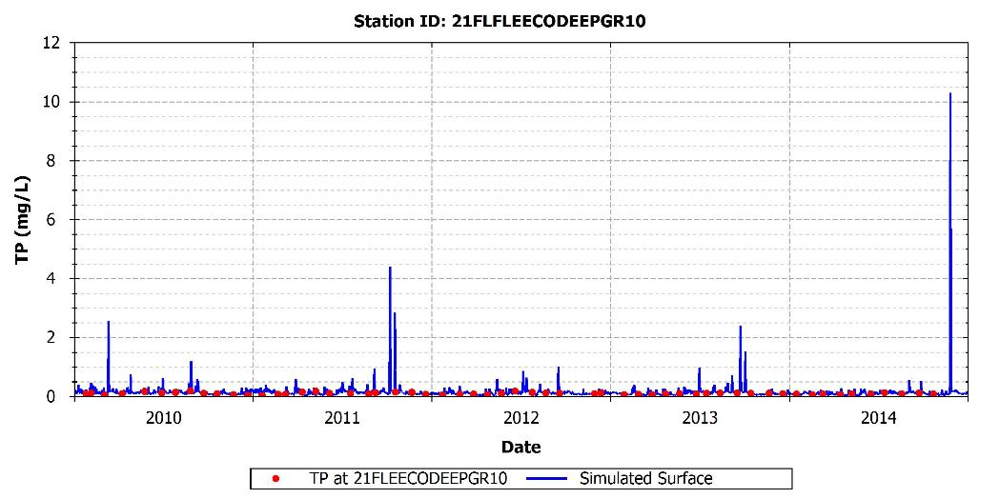 Station ID: 21FLFLEECODEEPGR10
12
10
8
6
4
2
0
TP (mg/L)
2010 2011 2012 2013 2014
Date
TP at 21FLEECODEEPGR10 Simulated Surface